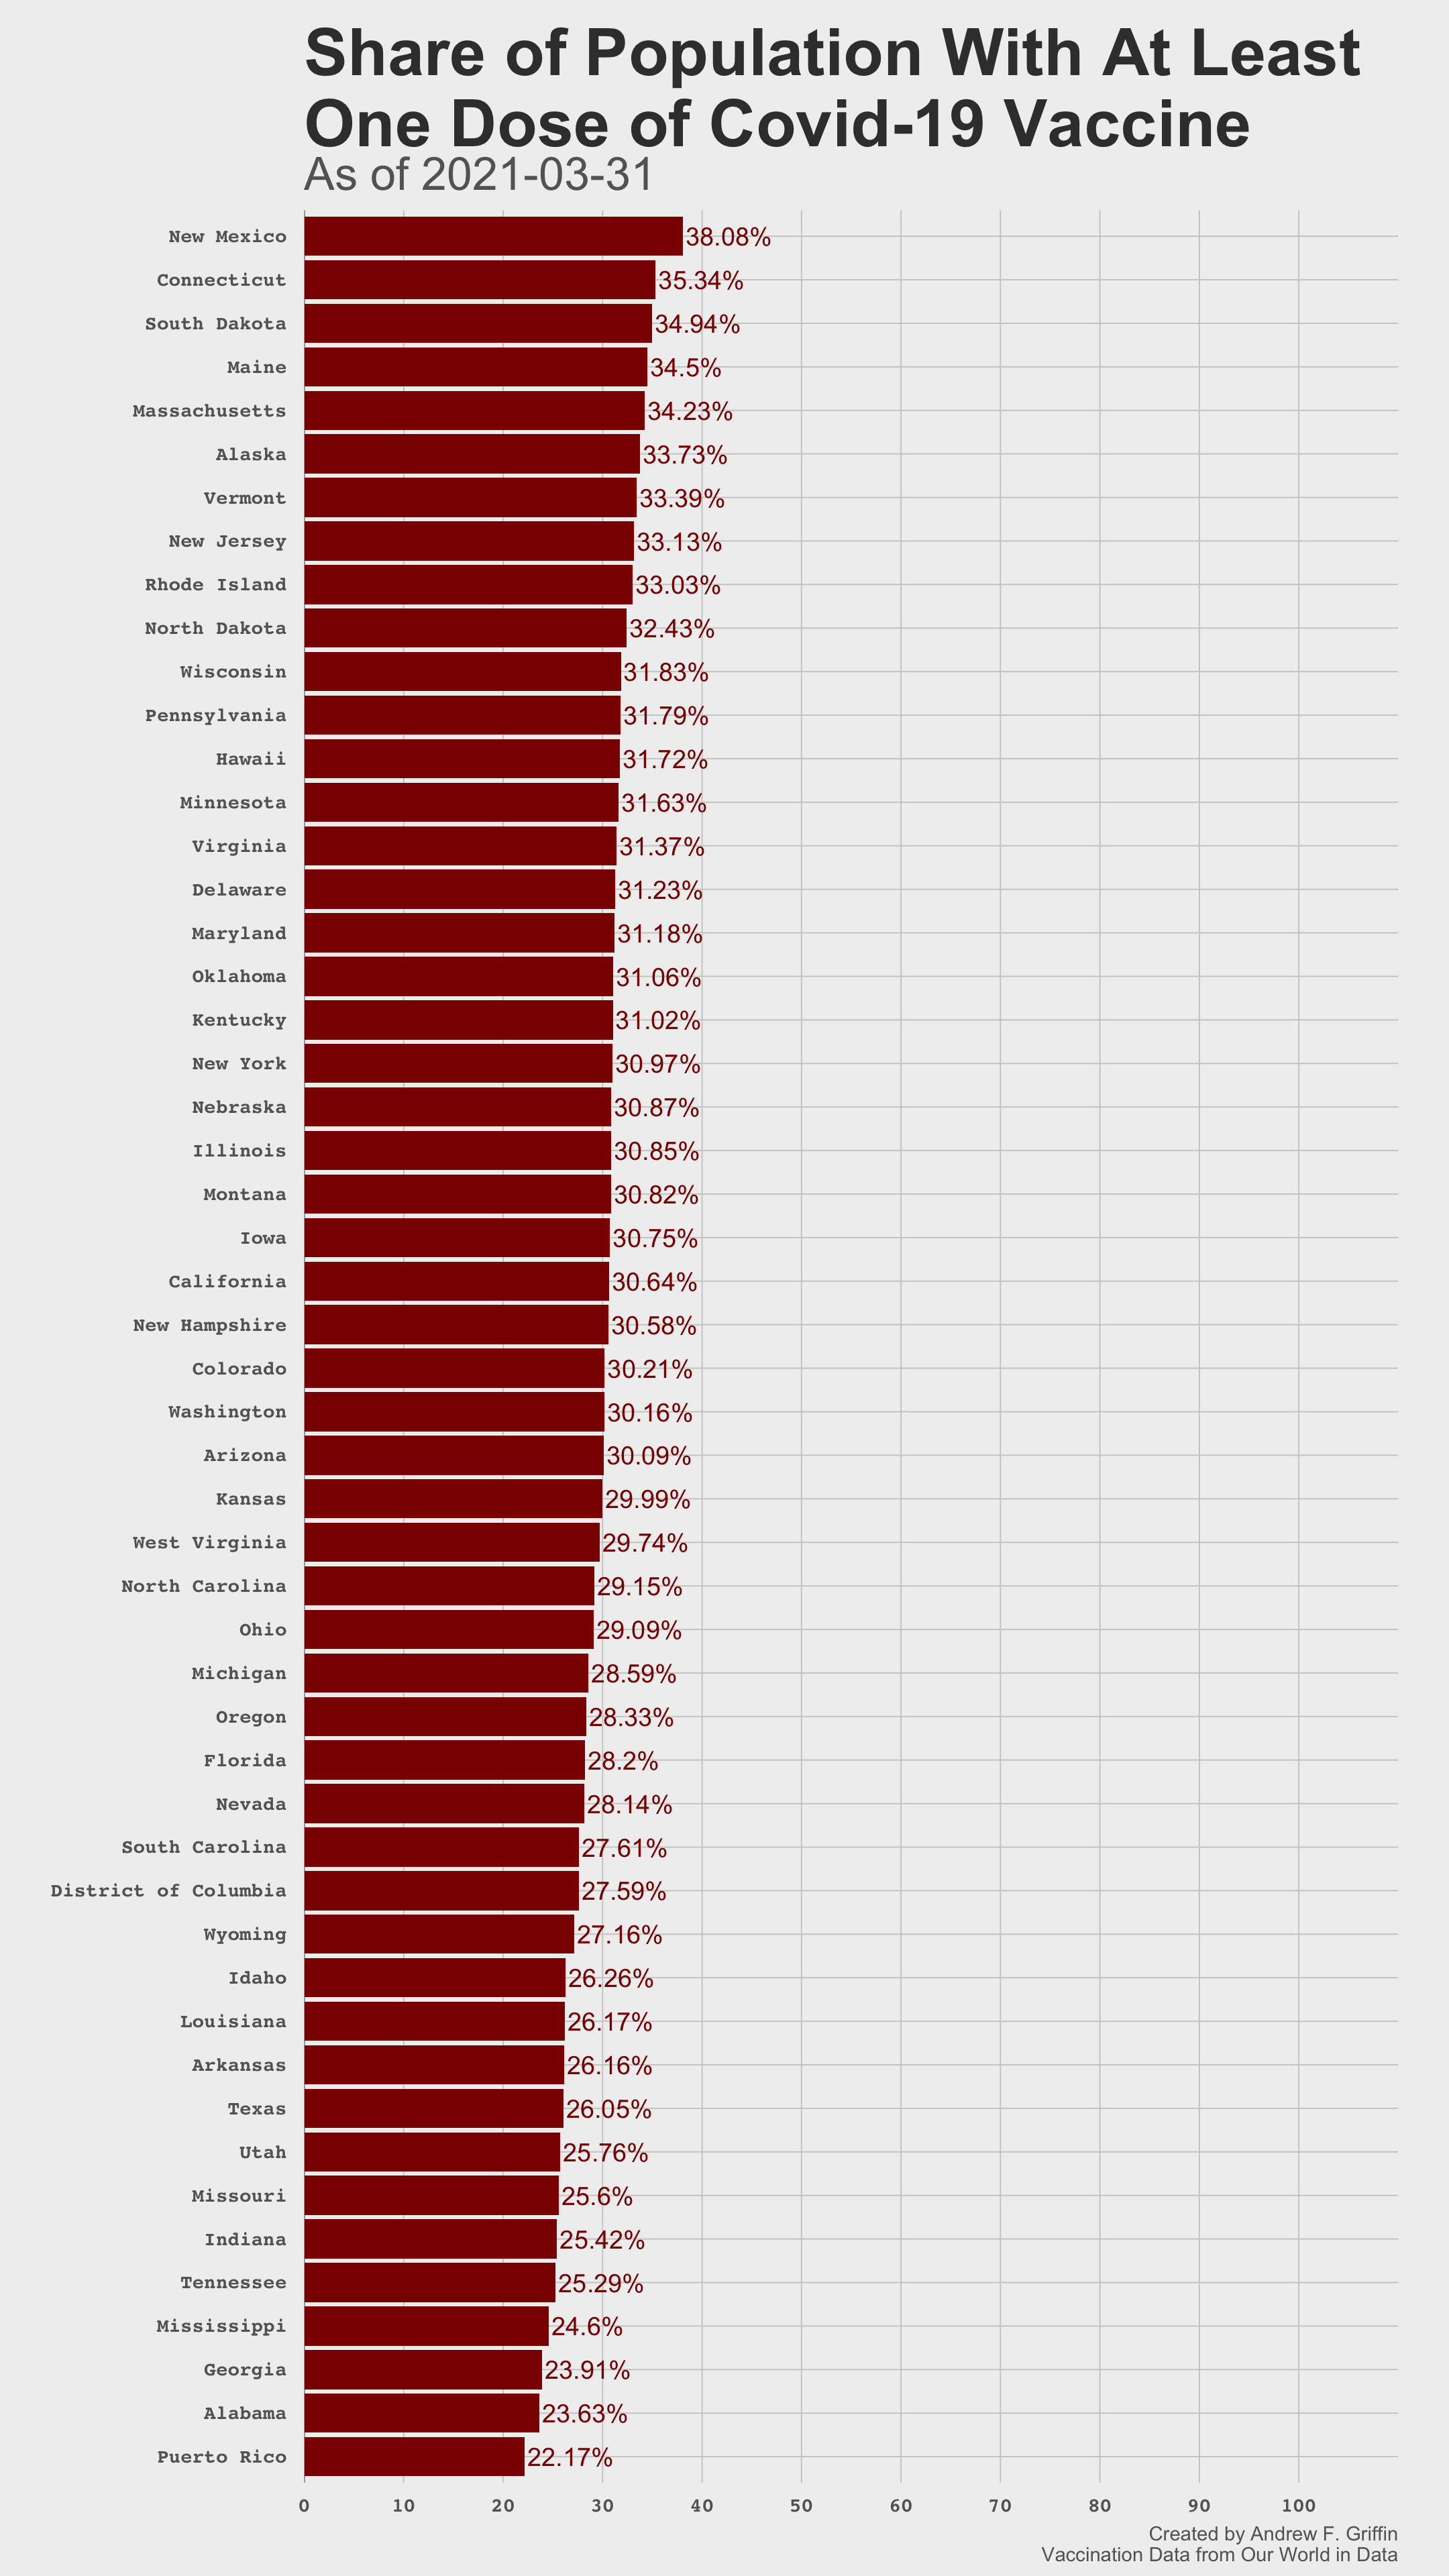 Share of Population With At Least
One Dose of Covid-19 Vaccine
As of 2021-03-31
New Mexico 38.08%
Connecticut 35.34%
South Dakota 34.94%
Maine 34.5%
Massachusetts 34.23%
Alaska 33.73%
Vermont 33.39%
New Jersey 33.13%
Rhode Island 33.03%
North Dakota 32.43%
Wisconsin 31.83%
Pennsylvania 31.79%
Hawaii 31.72%
Minnesota 31.63%
Virginia 31.37%
Delaware 31.23%
Maryland 31.18%
Oklahoma 31.06%
Kentucky 31.02%
New York 30.97%
Nebraska 30.87%
Illinois 30.85%
Montana 30.82%
Iowa 30.75%
California 30.64%
New Hampshire 30.58%
Colorado 30.21%
Washington 30.16%
Arizona 30.09%
Kansas 29.99%
West Virginia 29.74%
North Carolina 29.15%
Ohio 29.09%
Michigan 28.59%
Oregon 28.33%
Florida 28.2%
Nevada 28.14%
South Carolina 27.61%
District of Columbia 27.59%
Wyoming 27.16%
Idaho 26.26%
Louisiana 26.17%
Arkansas 26.16%
Texas 26.05%
Utah 25.76%
Missouri 25.6%
Indiana 25.42%
Tennessee 25.29%
Mississippi 24.6%
Georgia 23.91%
Alabama 23.63%
Puerto Rico 22.17%
0 10 20 30 40 50 60 70 80 90 100
Created by Andrew F. Griffin
Vaccination Data from Our World in Data